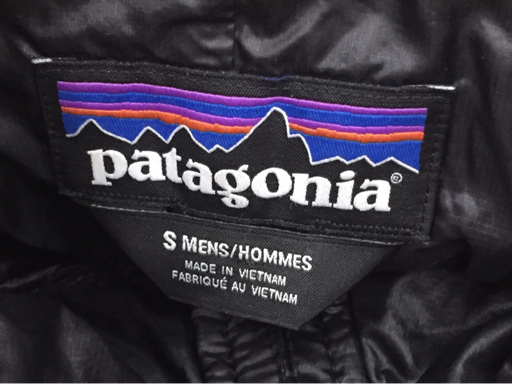 patagonia®
S MENS/HOMMES
MADE IN VIETNAM
FABRIQUÉ AU VIETNAM